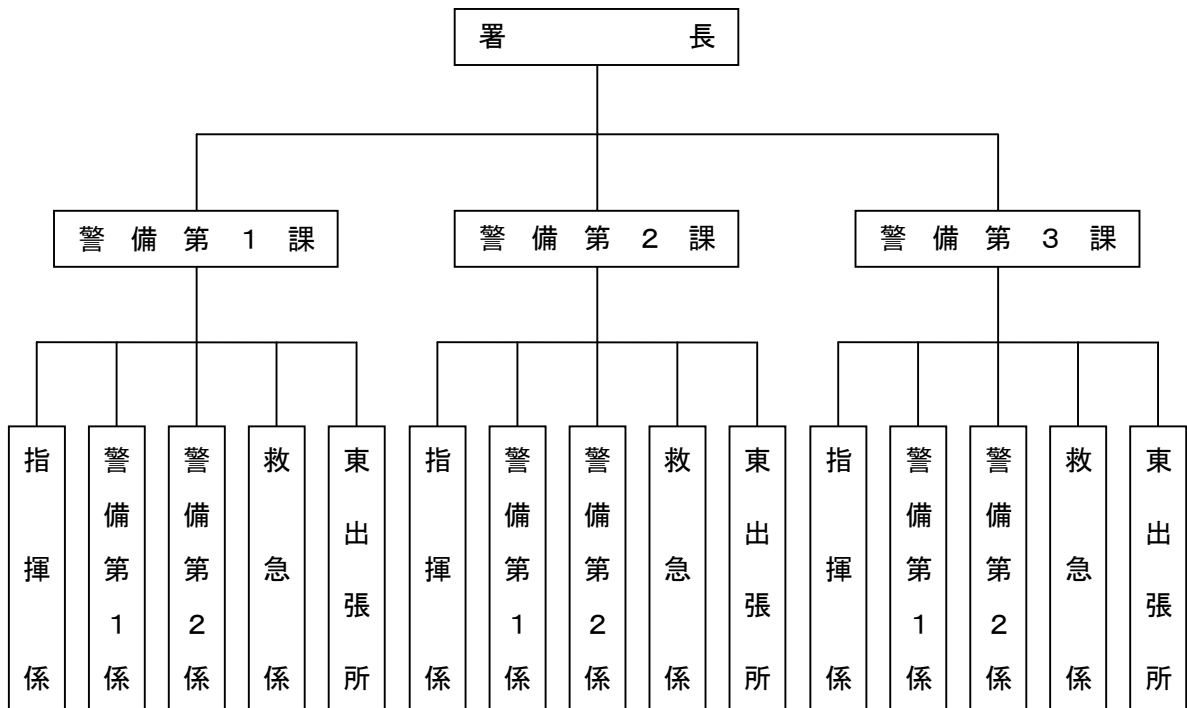 署長
警備第１課
警備第２課
警備第３課
指揮係
警備第１係
警備第２係
救急係
東出張所
指揮係
警備第１係
警備第２係
救急係
東出張所
指揮係
警備第１係
警備第２係
救急係
東出張所